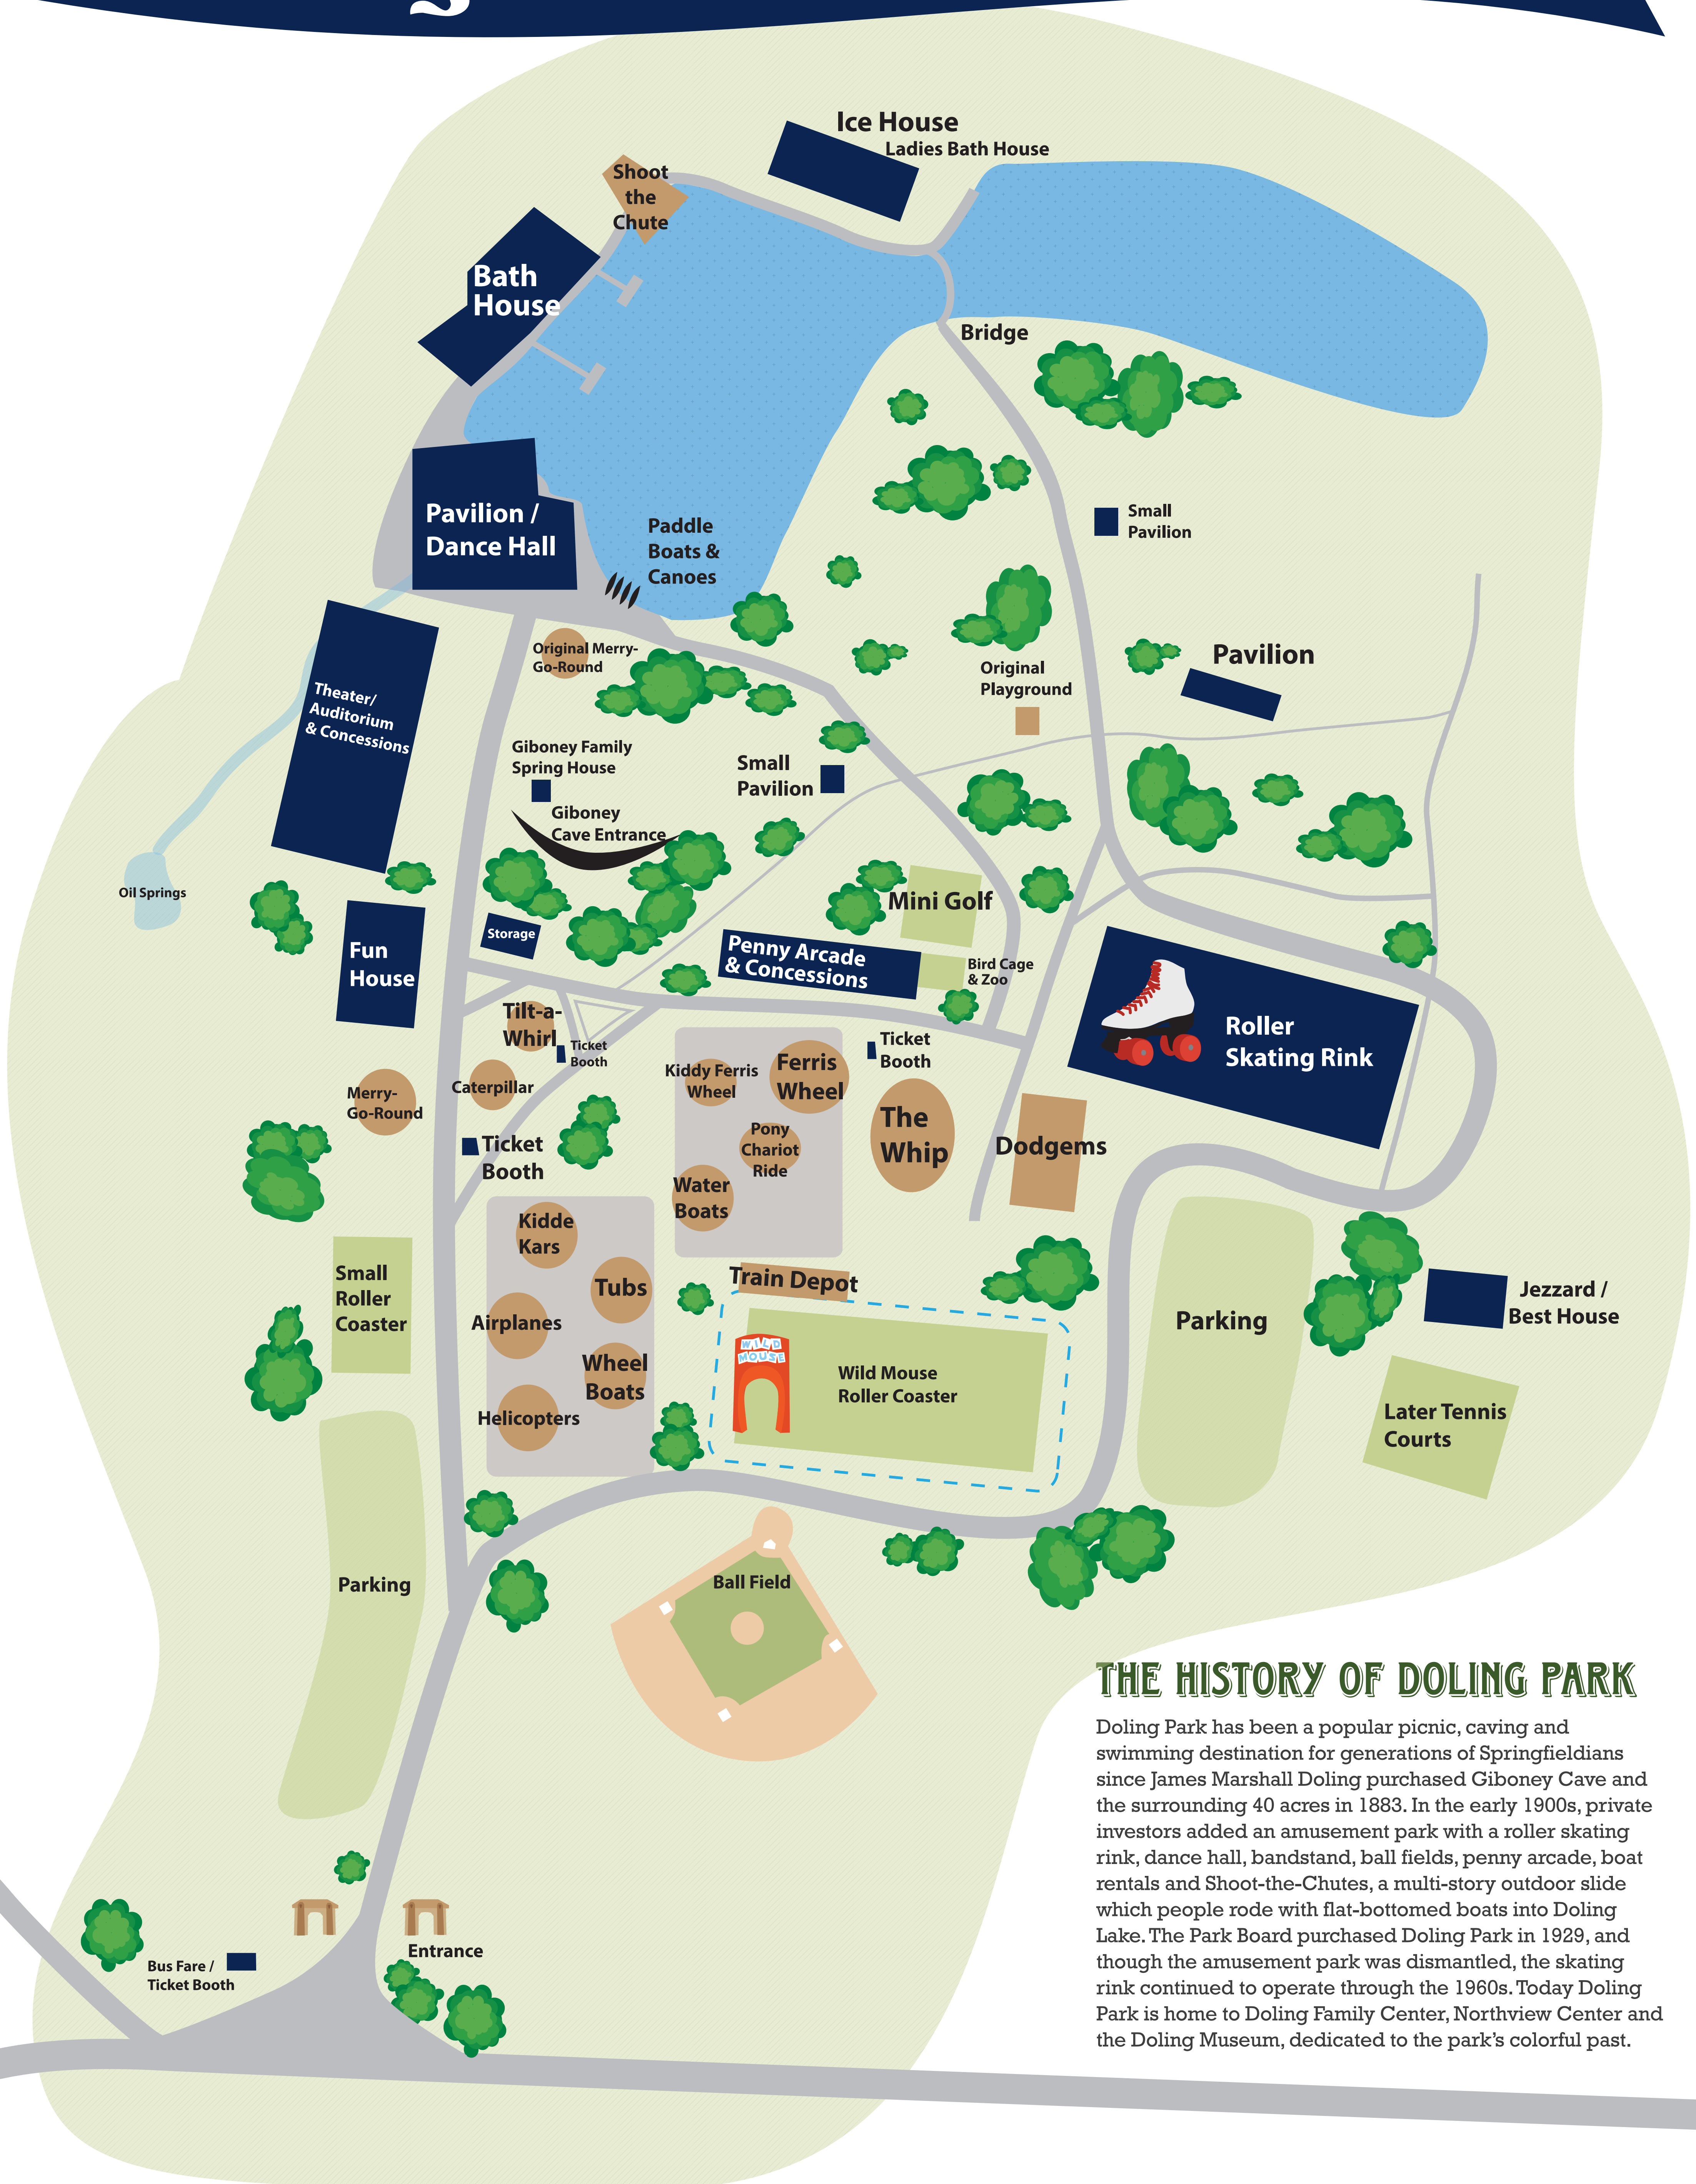 Ice House
Ladies Bath House
Shoot
the
Chute
Bath
House
Bridge
Pavilion /
Dance Hall
Paddle
Boats &
Canoes
Small
Pavilion
Original Merry-
Go-Round
Original
Playground
Pavilion
Theater/
Auditorium
& Concessions
Giboney Family
Spring House
Small
Pavilion
Giboney
Cave Entrance
Oil Springs
Mini Golf
Storage
Fun
House
Penny Arcade
& Concessions
Bird Cage
& Zoo
Roller
Skating Rink
Tilt-a-
Whirl
Ticket
Booth
Ticket
Booth
Kiddy Ferris
Wheel
Ferris
Wheel
Merry-
Go-Round
Caterpillar
The
Whip
Pony
Chariot
Ride
Dodgems
Ticket
Booth
Water
Boats
Kidde
Kars
Small
Roller
Coaster
Tubs
Train Depot
Airplanes
Parking
Jezzard /
Best House
Wheel
Boats
WILD
MOUSE
Wild Mouse
Roller Coaster
Helicopters
Later Tennis
Courts
Parking
Ball Field
THE HISTORY OF DOLING PARK
Doling Park has been a popular picnic, caving and
swimming destination for generations of Springfieldians
since James Marshall Doling purchased Giboney Cave and
the surrounding 40 acres in 1883. In the early 1900s, private
investors added an amusement park with a roller skating
rink, dance hall, bandstand, ball fields, penny arcade, boat
rentals and Shoot-the-Chutes, a multi-story outdoor slide
which people rode with flat-bottomed boats into Doling
Lake. The Park Board purchased Doling Park in 1929, and
though the amusement park was dismantled, the skating
rink continued to operate through the 1960s. Today Doling
Park is home to Doling Family Center, Northview Center and
the Doling Museum, dedicated to the park's colorful past.
Entrance
Bus Fare /
Ticket Booth